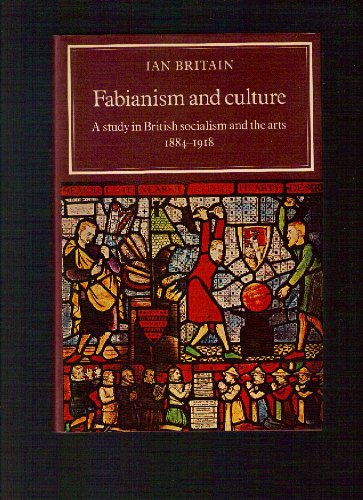 IAN BRITAIN
Fabianism and culture
A study in British socialism and the arts
1884–1918